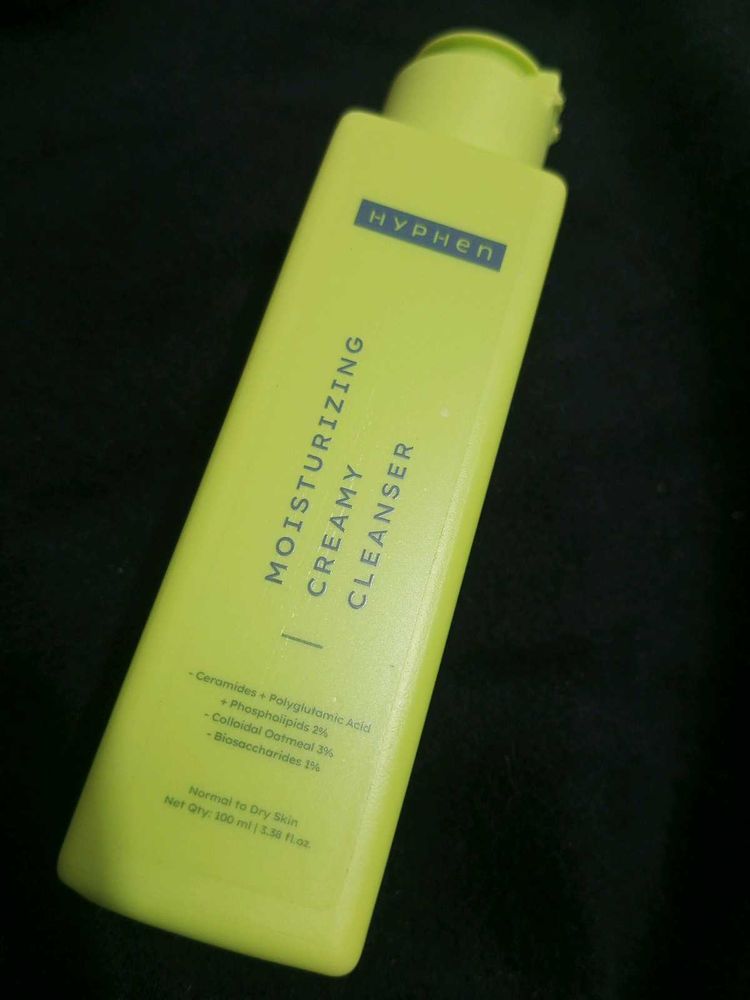 HYPHen
MOISTURIZING
CREAMY
CLEANSER
- Ceramides + Polyglutamic Acid
+ Phospholipids 2%
- Colloidal Oatmeal 3%
- Biosaccharides 1%
Normal to Dry Skin
Net Qty: 100 ml | 3.38 fl.oz.